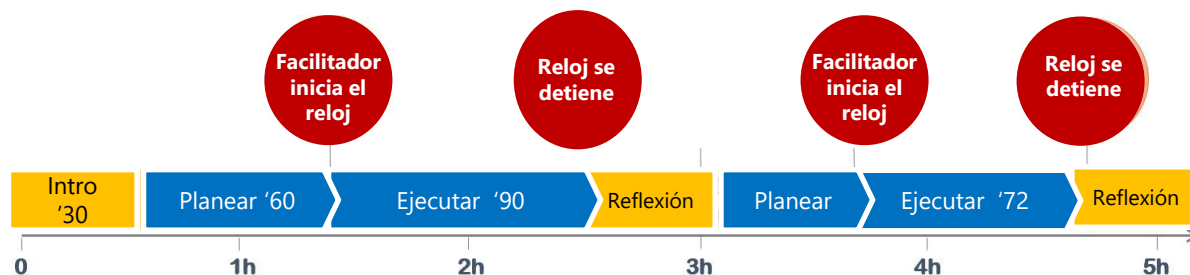 Facilitador
inicia el
reloj
Reloj se
detiene
Facilitador
inicia el
reloj
Reloj se
detiene
Intro
’30
Planear ‘60
Ejecutar ‘90
Reflexión
Planear
Ejecutar ‘72
Reflexión
0
1h
2h
3h
4h
5h